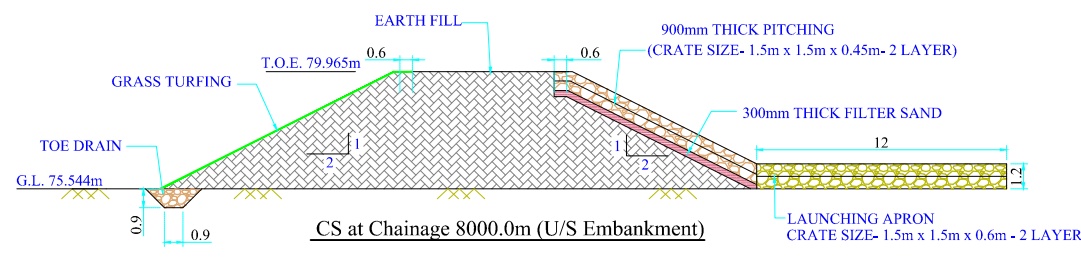 EARTH FILL
900mm THICK PITCHING
(CRATE SIZE- 1.5m x 1.5m x 0.45m- 2 LAYER)
0.6
0.6
T.O.E. 79.965m
GRASS TURFING
300mm THICK FILTER SAND
TOE DRAIN
1
2
1
2
12
G.L. 75.544m
1.2
0.9
0.9
LAUNCHING APRON
CRATE SIZE- 1.5m x 1.5m x 0.6m - 2 LAYER
CS at Chainage 8000.0m (U/S Embankment)